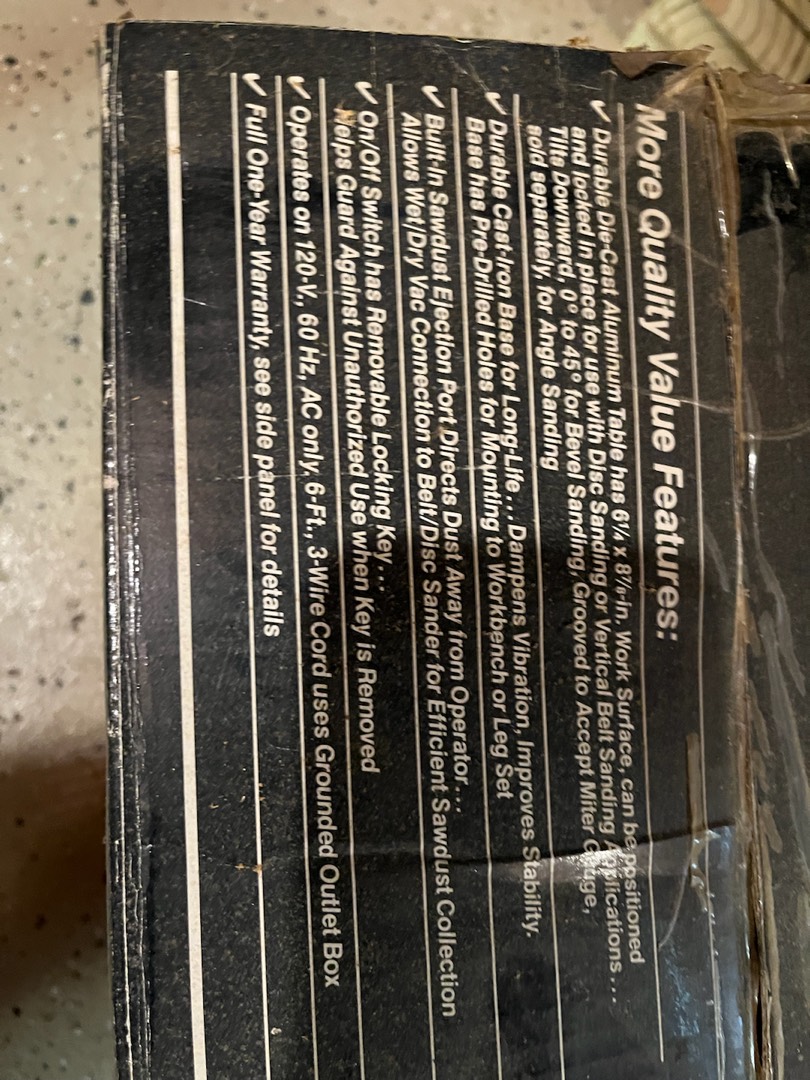 More Quality Value Features:
✔ Durable Die-Cast Aluminum Table has 6¼ x 8⅞-in. Work Surface, can be positioned
and locked in place for use with Disc Sanding or Vertical Belt Sanding Applications...
Tilts Downward, 0° to 45° for Bevel Sanding. Grooved to Accept Miter Gauge,
sold separately, for Angle Sanding
✔ Durable Cast-Iron Base for Long-Life... Dampens Vibration, Improves Stability.
Base has Pre-Drilled Holes for Mounting to Workbench or Leg Set
✔ Built-In Sawdust Ejection Port Directs Dust Away from Operator...
Allows Wet/Dry Vac Connection to Belt/Disc Sander for Efficient Sawdust Collection
✔ On/Off Switch has Removable Locking Key...
Helps Guard Against Unauthorized Use when Key is Removed
✔ Operates on 120-V., 60 Hz, AC only. 6-Ft., 3-Wire Cord uses Grounded Outlet Box
✔ Full One-Year Warranty, see side panel for details